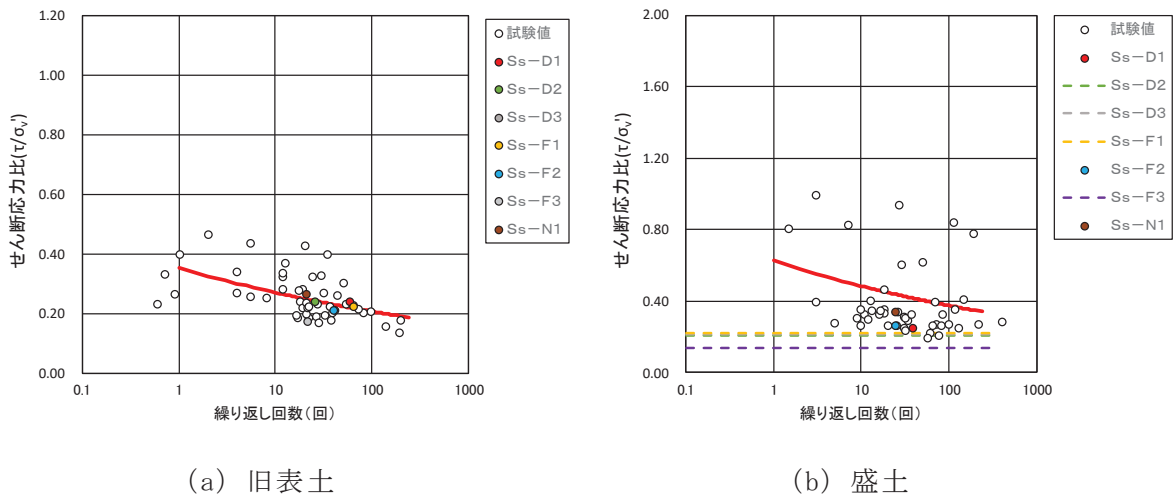 1.20
1.00
0.80
0.60
0.40
0.20
0.00
0.1
1
10
100
1000
せん断応力比(τ/σv')
繰り返し回数(回)
試験値
Ss-D1
Ss-D2
Ss-D3
Ss-F1
Ss-F2
Ss-F3
Ss-N1
(a) 旧表土
2.00
1.60
1.20
0.80
0.40
0.00
0.1
1
10
100
1000
せん断応力比(τ/σv')
繰り返し回数(回)
試験値
Ss-D1
Ss-D2
Ss-D3
Ss-F1
Ss-F2
Ss-F3
Ss-N1
(b) 盛土